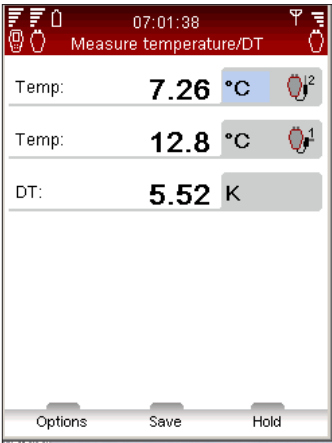 07:01:38
Measure temperature/DT
Temp: 7.26 °C 2
Temp: 12.8 °C 1
DT: 5.52 K
Options Save Hold